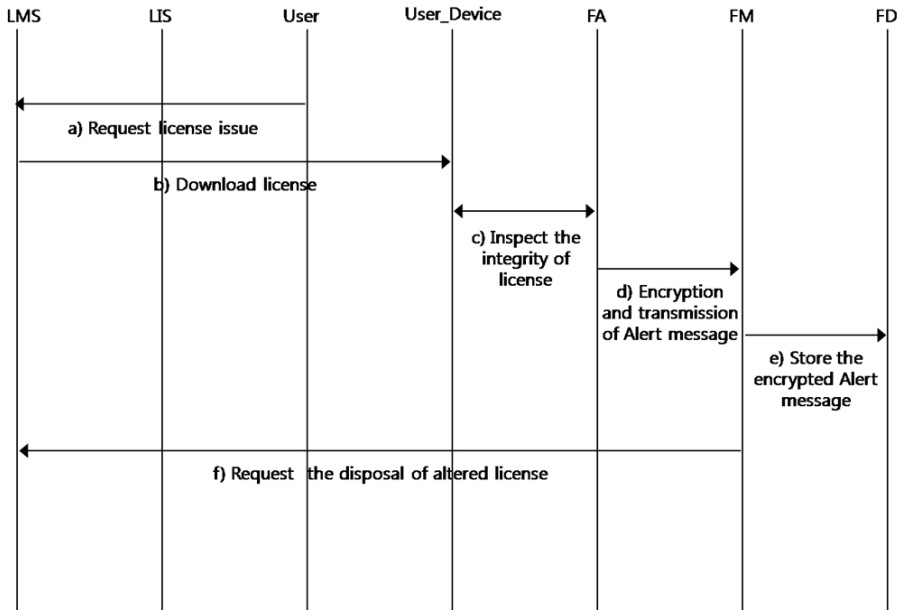 LMS LIS User User_Device FA FM FD
a) Request license issue
b) Download license
c) Inspect the
integrity of
license
d) Encryption
and transmission
of Alert message
e) Store the
encrypted Alert
message
f) Request the disposal of altered license